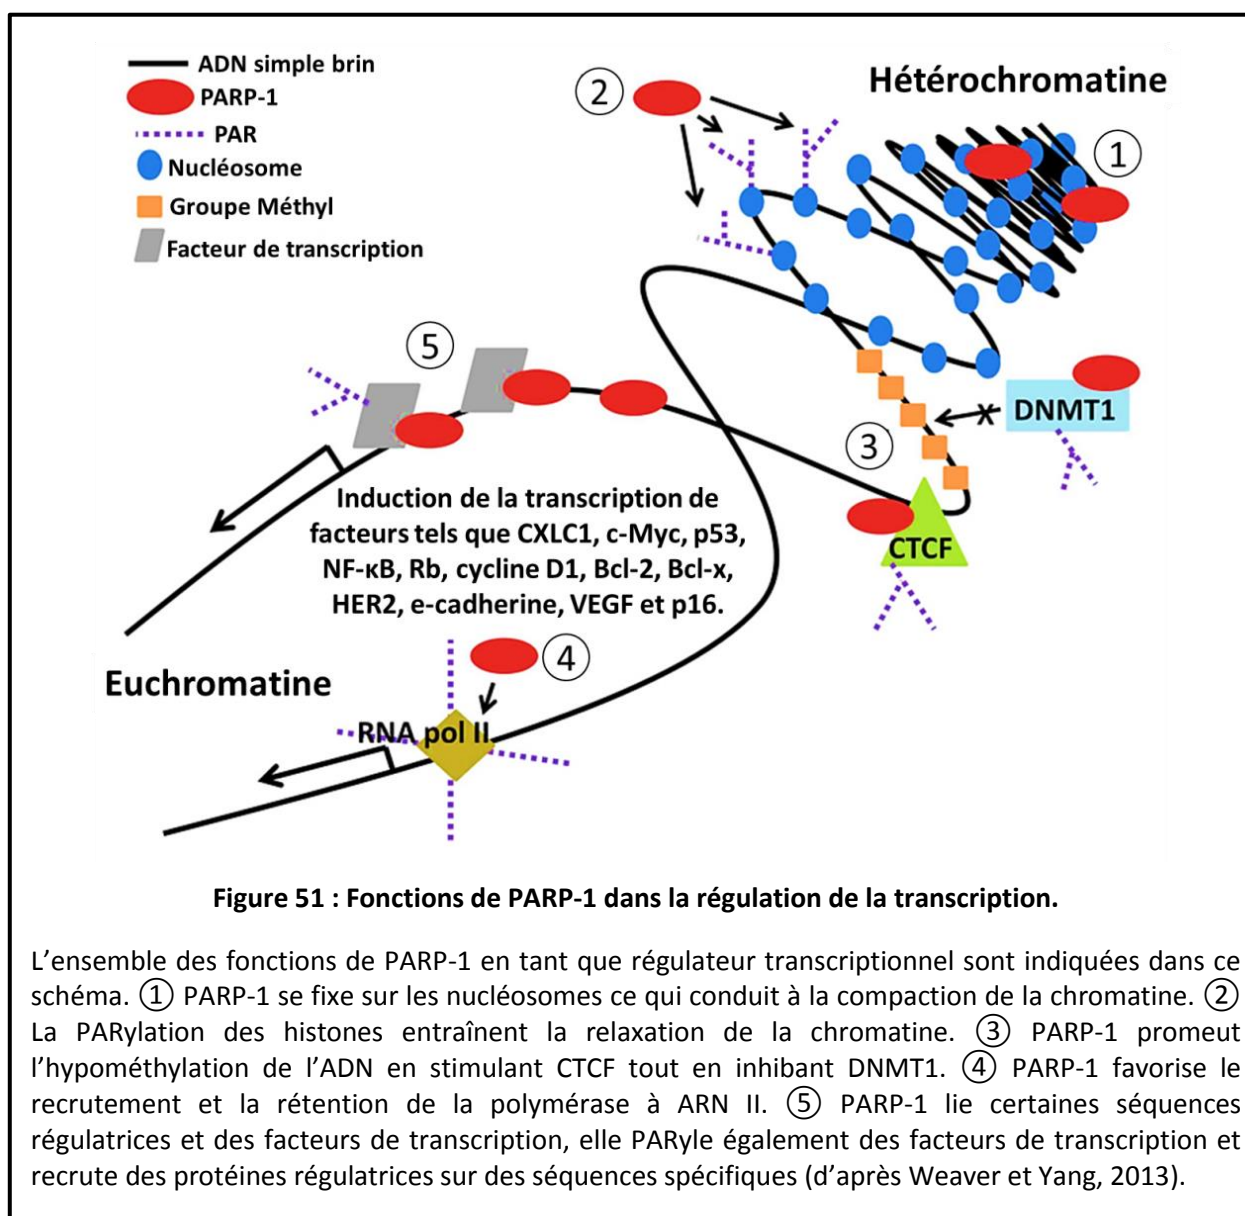 ADN simple brin
PARP-1
PAR
Nucléosome
Groupe Méthyl
Facteur de transcription
Hétérochromatine
②
①
⑤
DNMT1
X
③
CTCF
Induction de la transcription de
facteurs tels que CXLC1, c-Myc, p53,
NF-κB, Rb, cycline D1, Bcl-2, Bcl-x,
HER2, e-cadherine, VEGF et p16.
④
Euchromatine
RNA pol II
Figure 51 : Fonctions de PARP-1 dans la régulation de la transcription.
L’ensemble des fonctions de PARP-1 en tant que régulateur transcriptionnel sont indiquées dans ce
schéma. ① PARP-1 se fixe sur les nucléosomes ce qui conduit à la compaction de la chromatine. ②
La PARylation des histones entraînent la relaxation de la chromatine. ③ PARP-1 promeut
l’hypométhylation de l’ADN en stimulant CTCF tout en inhibant DNMT1. ④ PARP-1 favorise le
recrutement et la rétention de la polymérase à ARN II. ⑤ PARP-1 lie certaines séquences
régulatrices et des facteurs de transcription, elle PARyle également des facteurs de transcription et
recrute des protéines régulatrices sur des séquences spécifiques (d’après Weaver et Yang, 2013).